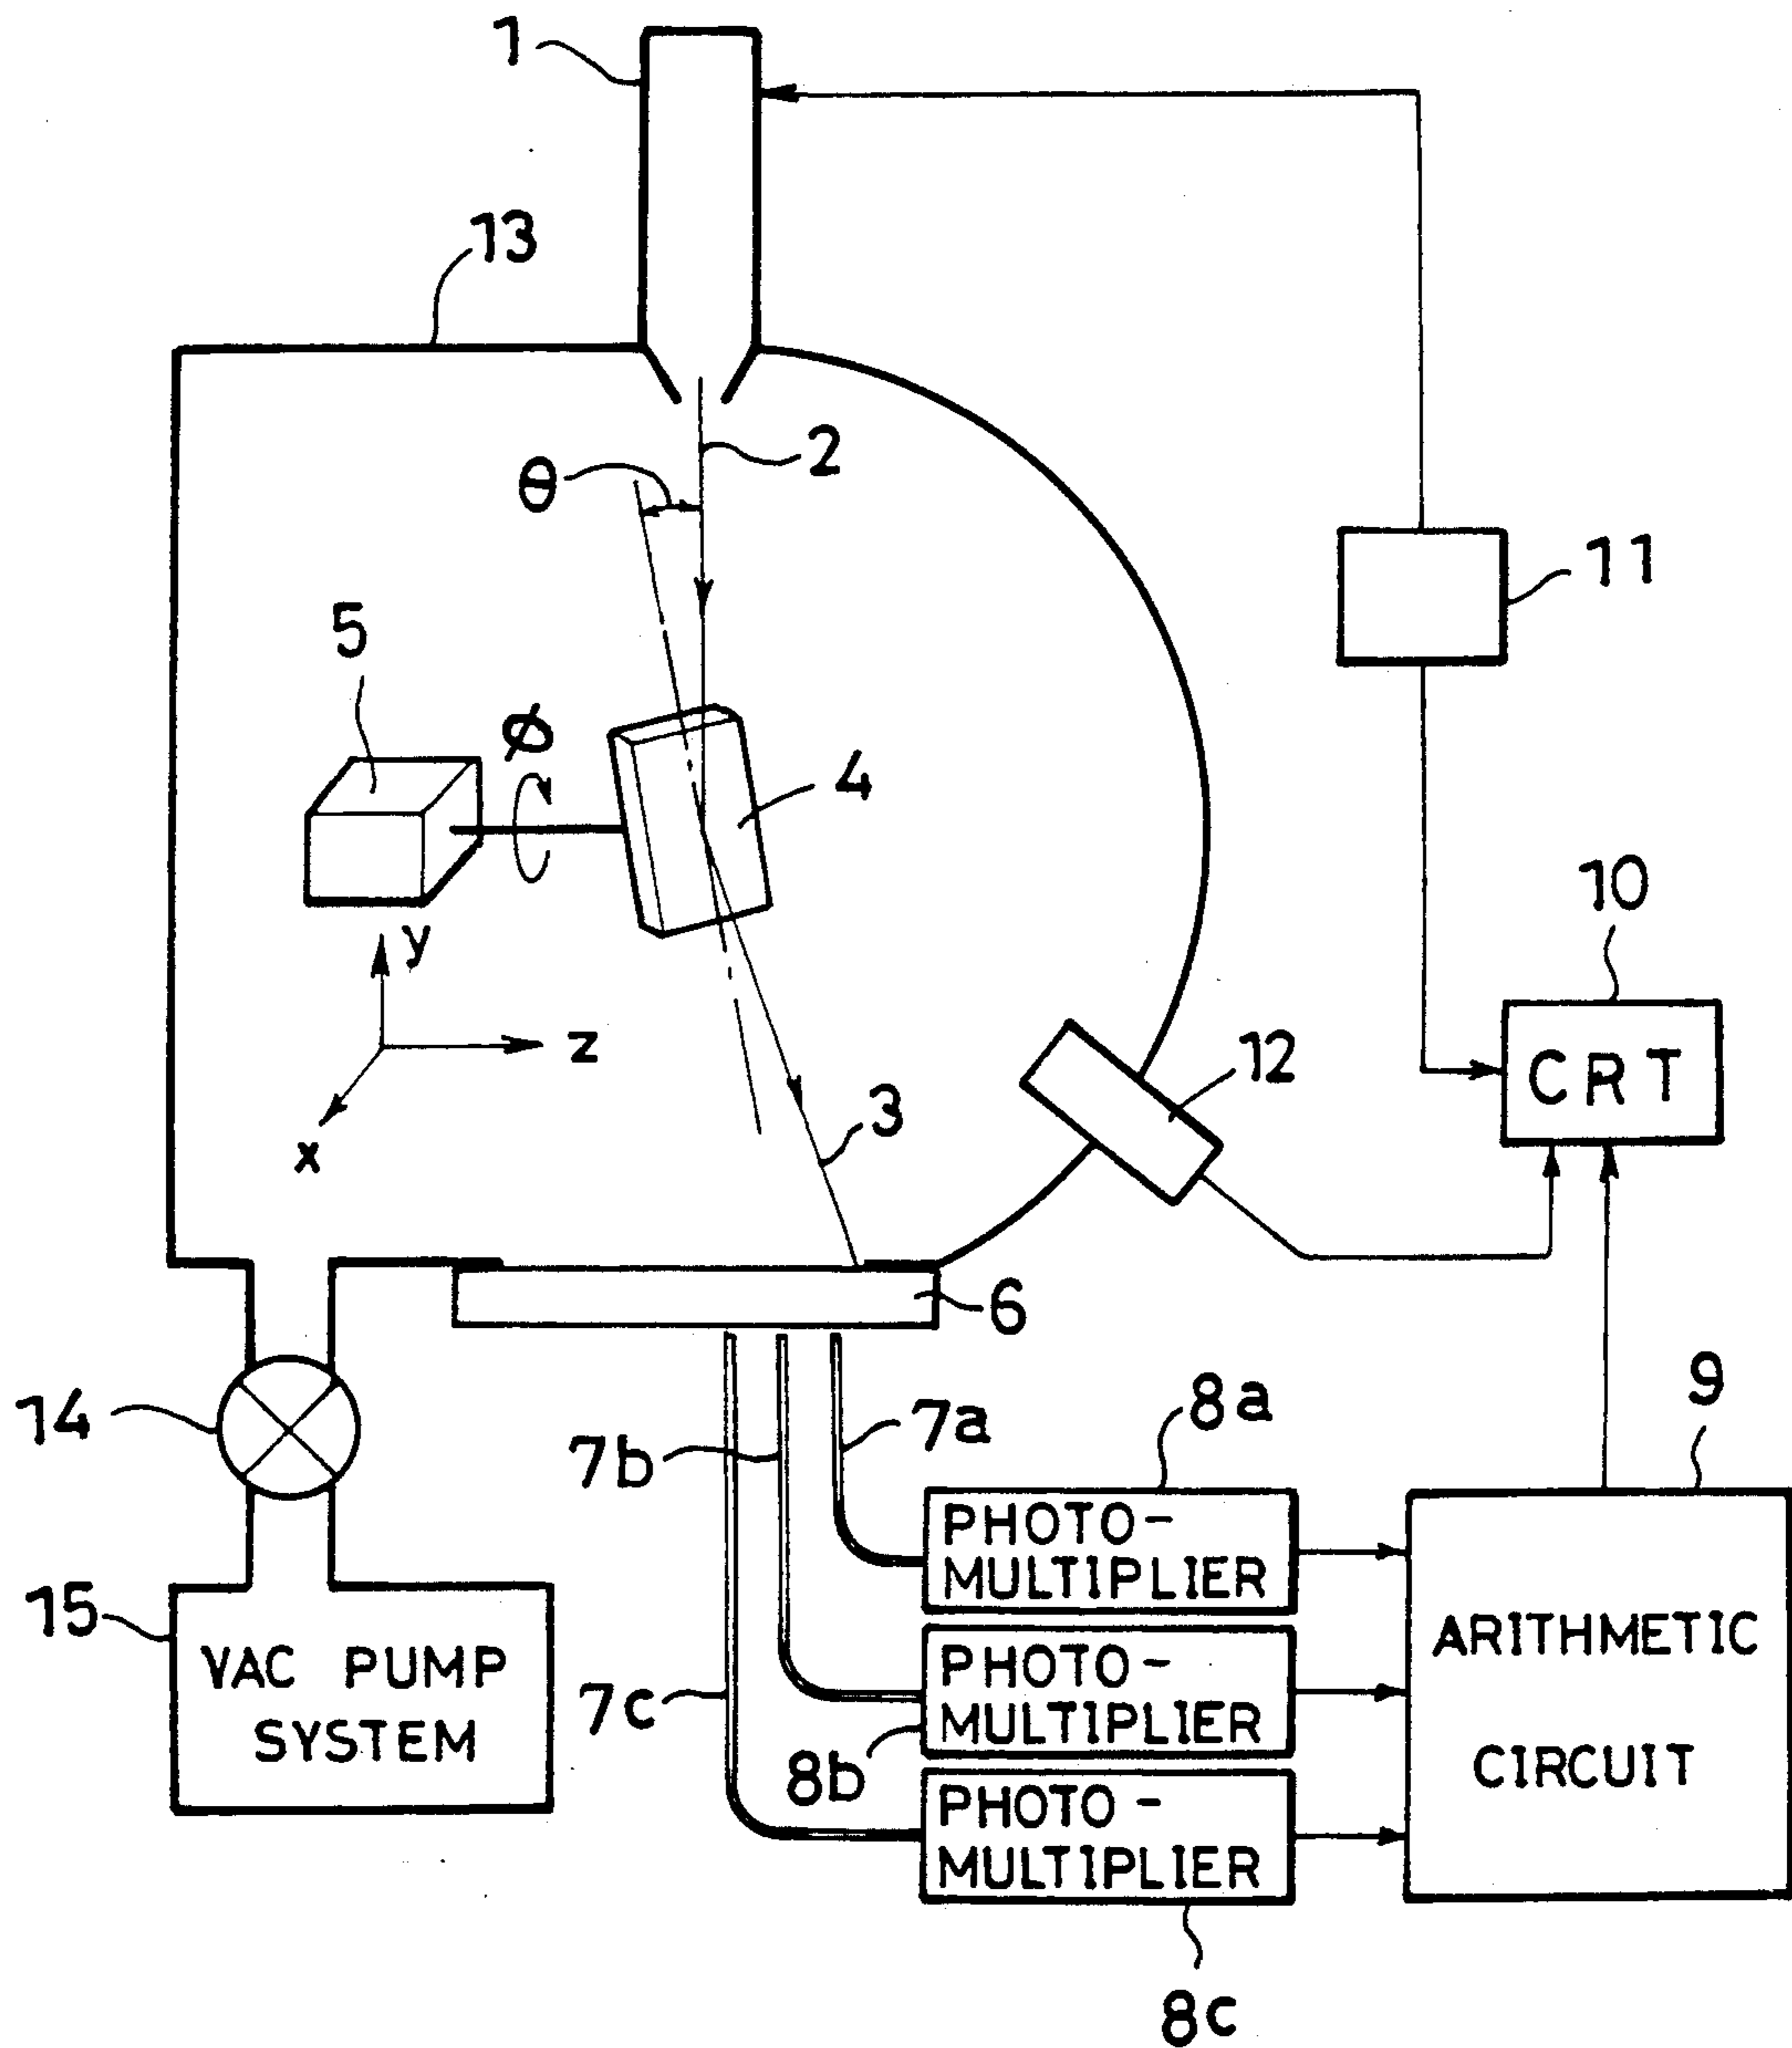 1
13
2
θ
11
5
φ
4
10
y
z
12
CRT
x
3
6
14
7a
8a
9
7b
PHOTO-
MULTIPLIER
15
ARITHMETIC
VAC PUMP
PHOTO-
7c
MULTIPLIER
SYSTEM
CIRCUIT
8b
PHOTO-
MULTIPLIER
8c